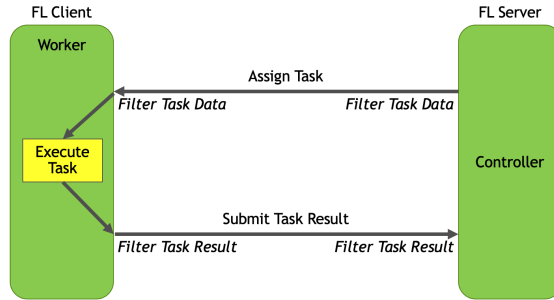 FL Client
FL Server
Worker
Assign Task
Filter Task Data
Filter Task Data
Execute
Task
Controller
Submit Task Result
Filter Task Result
Filter Task Result